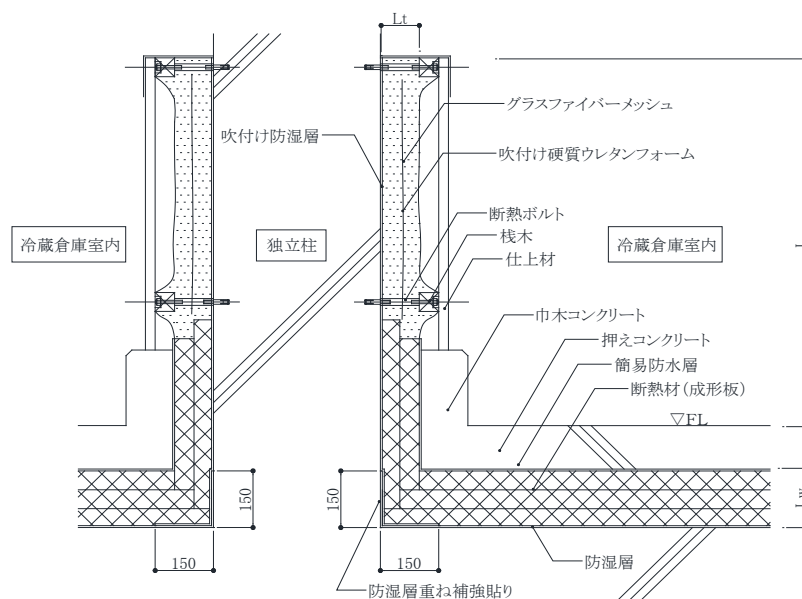 Lt
グラスファイバーメッシュ
吹付け防湿層
吹付け硬質ウレタンフォーム
断熱ボルト
冷蔵倉庫室内
独立柱
桟木
冷蔵倉庫室内
仕上材
巾木コンクリート
押えコンクリート
簡易防水層
断熱材（成形板）
▽FL
150
150
150
150
防湿層
防湿層重ね補強貼り